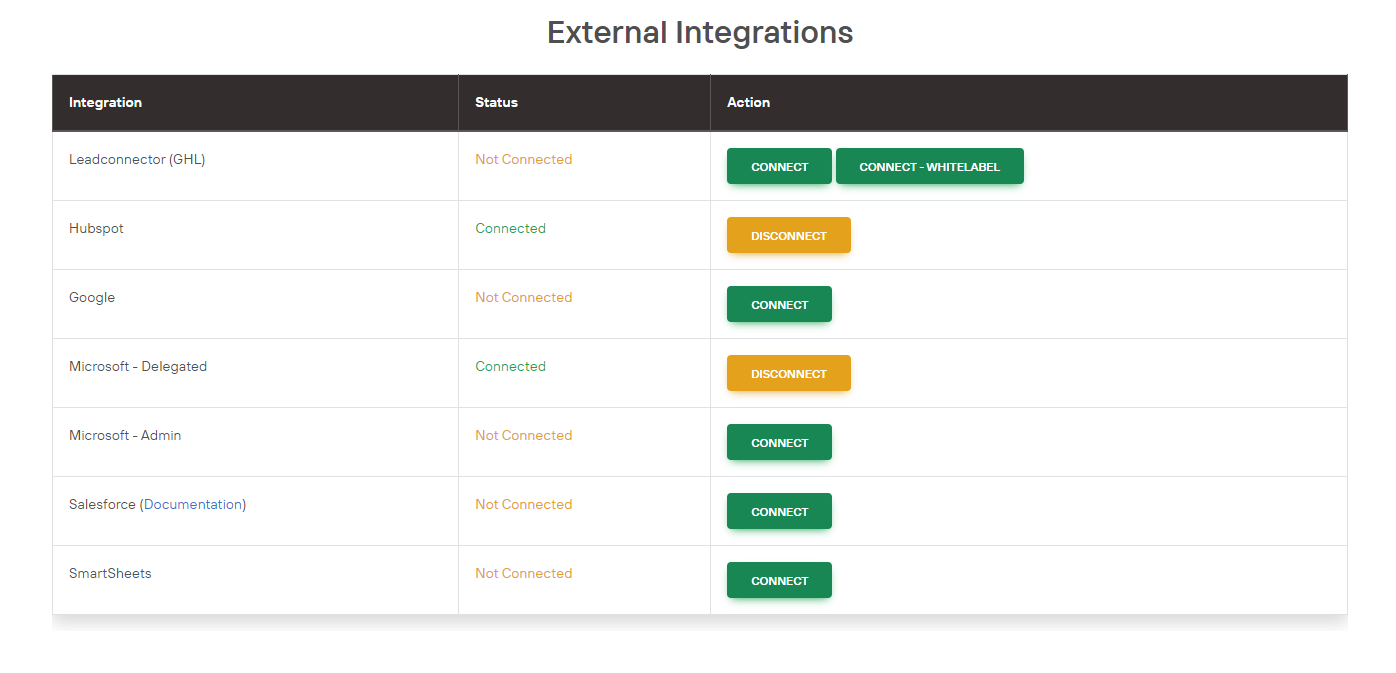 External Integrations
Integration Status Action
Leadconnector (GHL) Not Connected CONNECT CONNECT - WHITELABEL
Hubspot Connected DISCONNECT
Google Not Connected CONNECT
Microsoft - Delegated Connected DISCONNECT
Microsoft - Admin Not Connected CONNECT
Salesforce (Documentation) Not Connected CONNECT
SmartSheets Not Connected CONNECT